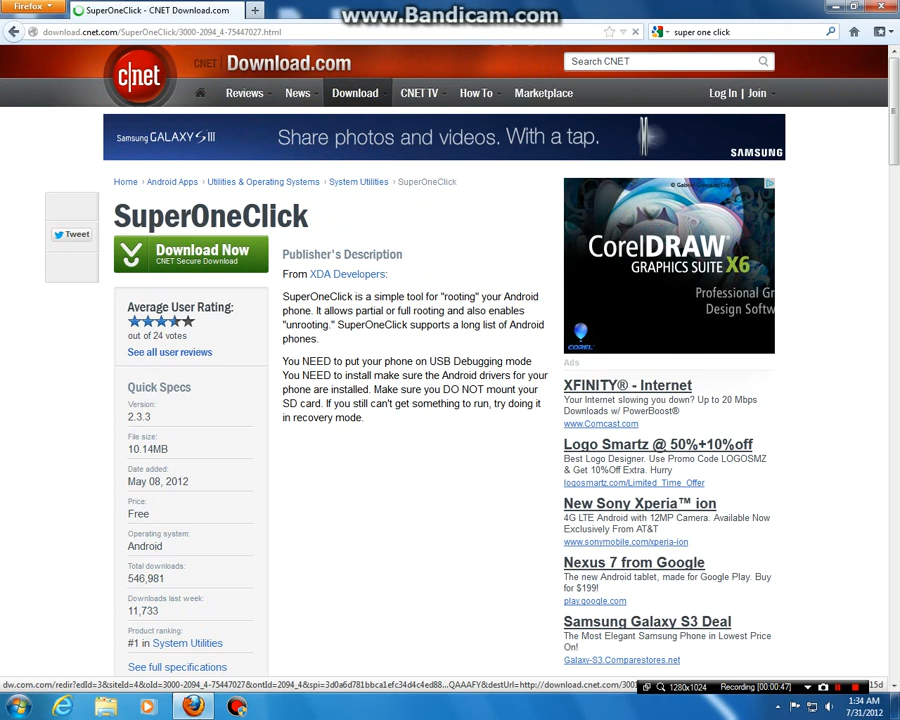 Firefox
SuperOneClick - CNET Download.com
www.Bandicam.com
download.cnet.com/SuperOneClick/3000-2094_4-75447027.html
super one click
c|net
CNET
Download.com
Search CNET
Reviews
News
Download
CNET TV
How To
Marketplace
Log In | Join
SAMSUNG GALAXY S III
Share photos and videos. With a tap.
SAMSUNG
Home › Android Apps › Utilities & Operating Systems › System Utilities › SuperOneClick
SuperOneClick
Tweet
Download Now
CNET Secure Download
Publisher's Description
From XDA Developers:
SuperOneClick is a simple tool for "rooting" your Android
phone. It allows partial or full rooting and also enables
"unrooting." SuperOneClick supports a long list of Android
phones.
You NEED to put your phone on USB Debugging mode
You NEED to install make sure the Android drivers for your
phone are installed. Make sure you DO NOT mount your
SD card. If you still can't get something to run, try doing it
in recovery mode.
Average User Rating:
out of 24 votes
See all user reviews
Quick Specs
Version:
2.3.3
File size:
10.14MB
Date added:
May 08, 2012
Price:
Free
Operating system:
Android
Total downloads:
546,981
Downloads last week:
11,733
Product ranking:
#1 in System Utilities
See full specifications
CorelDRAW
GRAPHICS SUITE X6
Professional Gr
Design Softw
COREL
Ads
XFINITY® - Internet
Your Internet slowing you down? Up to 20 Mbps
Downloads w/ PowerBoost®
www.Comcast.com
Logo Smartz @ 50%+10%off
Best Logo Designer. Use Promo Code LOGOSMZ
& Get 10%Off Extra. Hurry
logosmartz.com/Limited_Time_Offer
New Sony Xperia™ ion
4G LTE Android with 12MP Camera. Available Now
Exclusively From AT&T
www.sonymobile.com/xperia-ion
Nexus 7 from Google
The new Android tablet, made for Google Play. Buy
for $199!
play.google.com
Samsung Galaxy S3 Deal
The Most Elegant Samsung Phone in Lowest Price
On!
Galaxy-S3.Comparestores.net
1280x1024
Recording [00:00:47]
1:34 AM
7/31/2012